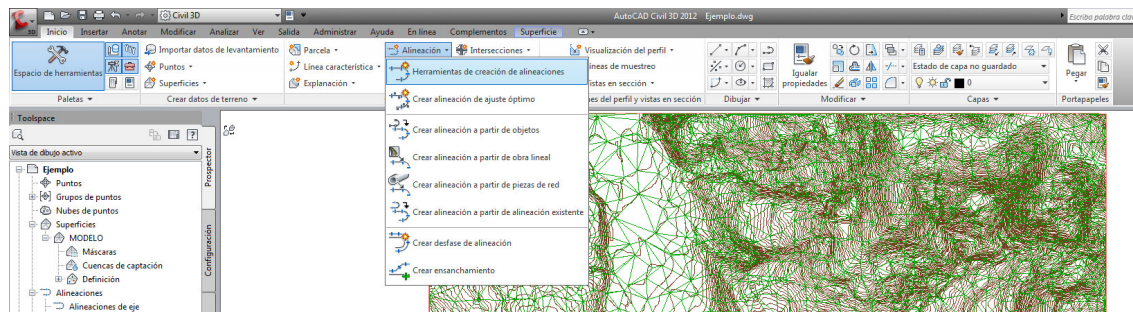 Civil 3D
AutoCAD Civil 3D 2012 Ejemplo.dwg
Escriba palabra clav
3D Inicio Insertar Anotar Modificar Analizar Ver Salida Administrar Ayuda En línea Complementos Superficie
Importar datos de levantamiento Parcela Alineación Intersecciones Visualización del perfil
Espacio de herramientas Puntos Línea característica Líneas de muestreo Igualar propiedades Estado de capa no guardado Pegar
Superficies Explanación Vistas en sección 0
Paletas Crear datos de terreno nes del perfil y vistas en sección Dibujar Modificar Capas Portapapeles
Herramientas de creación de alineaciones
Crear alineación de ajuste óptimo
Crear alineación a partir de objetos
Crear alineación a partir de obra lineal
Crear alineación a partir de piezas de red
Crear alineación a partir de alineación existente
Crear desfase de alineación
Crear ensanchamiento
Toolspace
Vista de dibujo activo
Ejemplo
Puntos
Grupos de puntos
Nubes de puntos
Superficies
MODELO
Máscaras
Cuencas de captación
Definición
Alineaciones
Alineaciones de eje
Prospector
Configuración